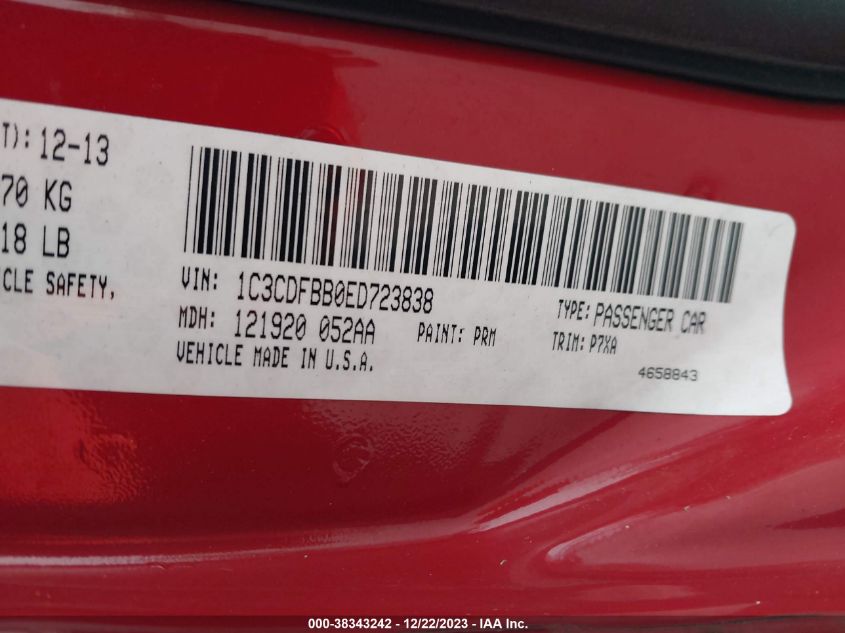 T): 12-13
70 KG
18 LB
CLE SAFETY,
VIN: 1C3CDFBB0ED723838
TYPE: PASSENGER CAR
MDH: 121920 052AA
PAINT: PRM
TRIM: P7XA
VEHICLE MADE IN U.S.A.
4658843
000-38343242 - 12/22/2023 - IAA Inc.